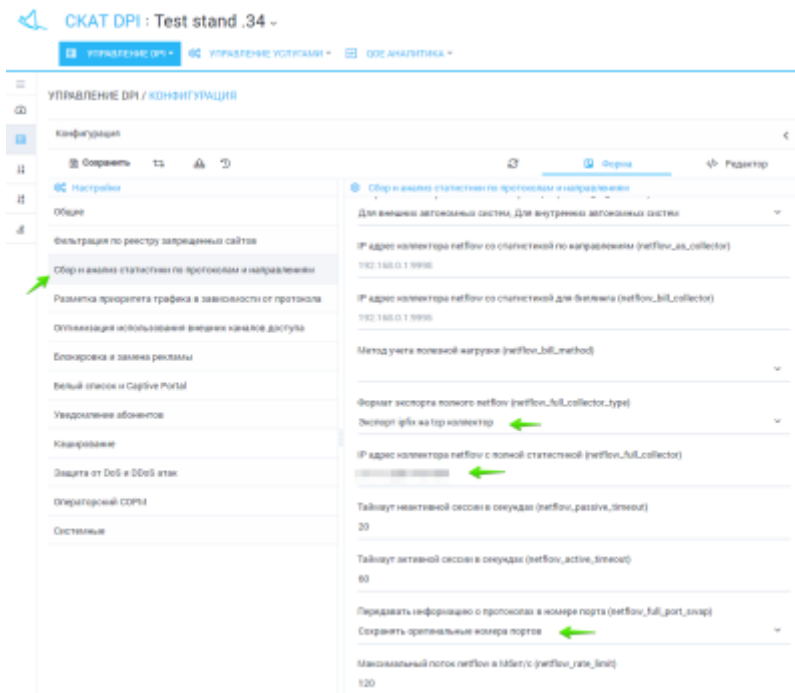 СКАТ DPI : Test stand .34
УПРАВЛЕНИЕ DPI
УПРАВЛЕНИЕ УСЛУГАМИ
QOE АНАЛИТИКА
УПРАВЛЕНИЕ DPI / КОНФИГУРАЦИЯ
Конфигурация
Сохранить
Форма
Редактор
Настройки
Общие
Фильтрация по реестру запрещенных сайтов
Сбор и анализ статистики по протоколам и направлениям
Разметка приоритета трафика в зависимости от протокола
Оптимизация использования внешних каналов доступа
Блокировка и замена рекламы
Белый список и Captive Portal
Уведомление абонентов
Кэширование
Защита от DoS и DDoS атак
Операторский СОРМ
Системные
Сбор и анализ статистики по протоколам и направлениям
Для внешних автономных систем, Для внутренних автономных систем
IP адрес коллектора netflow со статистикой по направлениям (netflow_as_collector)
192.168.0.1:9998
IP адрес коллектора netflow со статистикой для биллинга (netflow_bill_collector)
192.168.0.1:9996
Метод учета полезной нагрузки (netflow_bill_method)
Формат экспорта полного netflow (netflow_full_collector_type)
Экспорт ipfix на tcp коллектор
IP адрес коллектора netflow с полной статистикой (netflow_full_collector)
Таймаут неактивной сессии в секундах (netflow_passive_timeout)
20
Таймаут активной сессии в секундах (netflow_active_timeout)
60
Передавать информацию о протоколах в номере порта (netflow_full_port_swap)
Сохранять оригинальные номера портов
Максимальный поток netflow в Мбит/с (netflow_rate_limit)
120